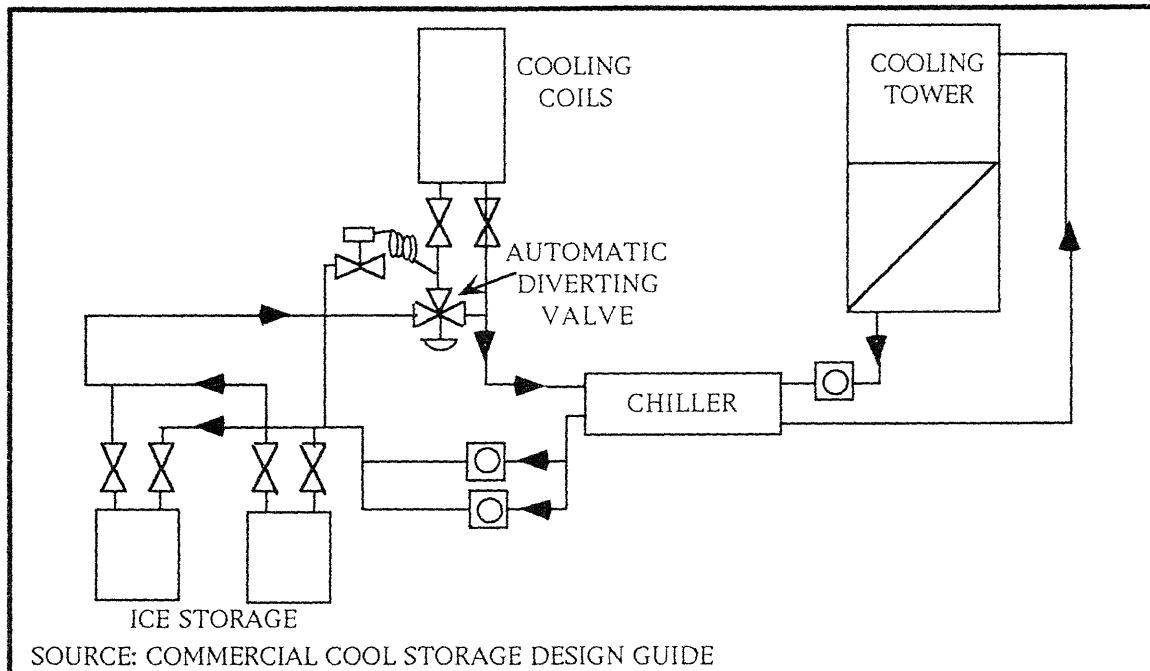 COOLING
COILS
COOLING
TOWER
AUTOMATIC
DIVERTING
VALVE
CHILLER
ICE STORAGE
SOURCE: COMMERCIAL COOL STORAGE DESIGN GUIDE